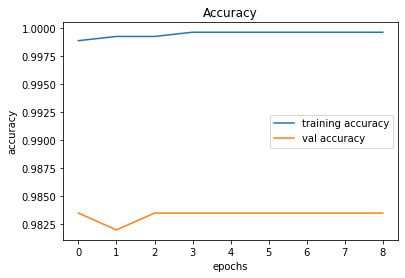 Accuracy
1.0000
0.9975
0.9950
0.9925
0.9900
0.9875
0.9850
0.9825
accuracy
training accuracy
val accuracy
0 1 2 3 4 5 6 7 8
epochs